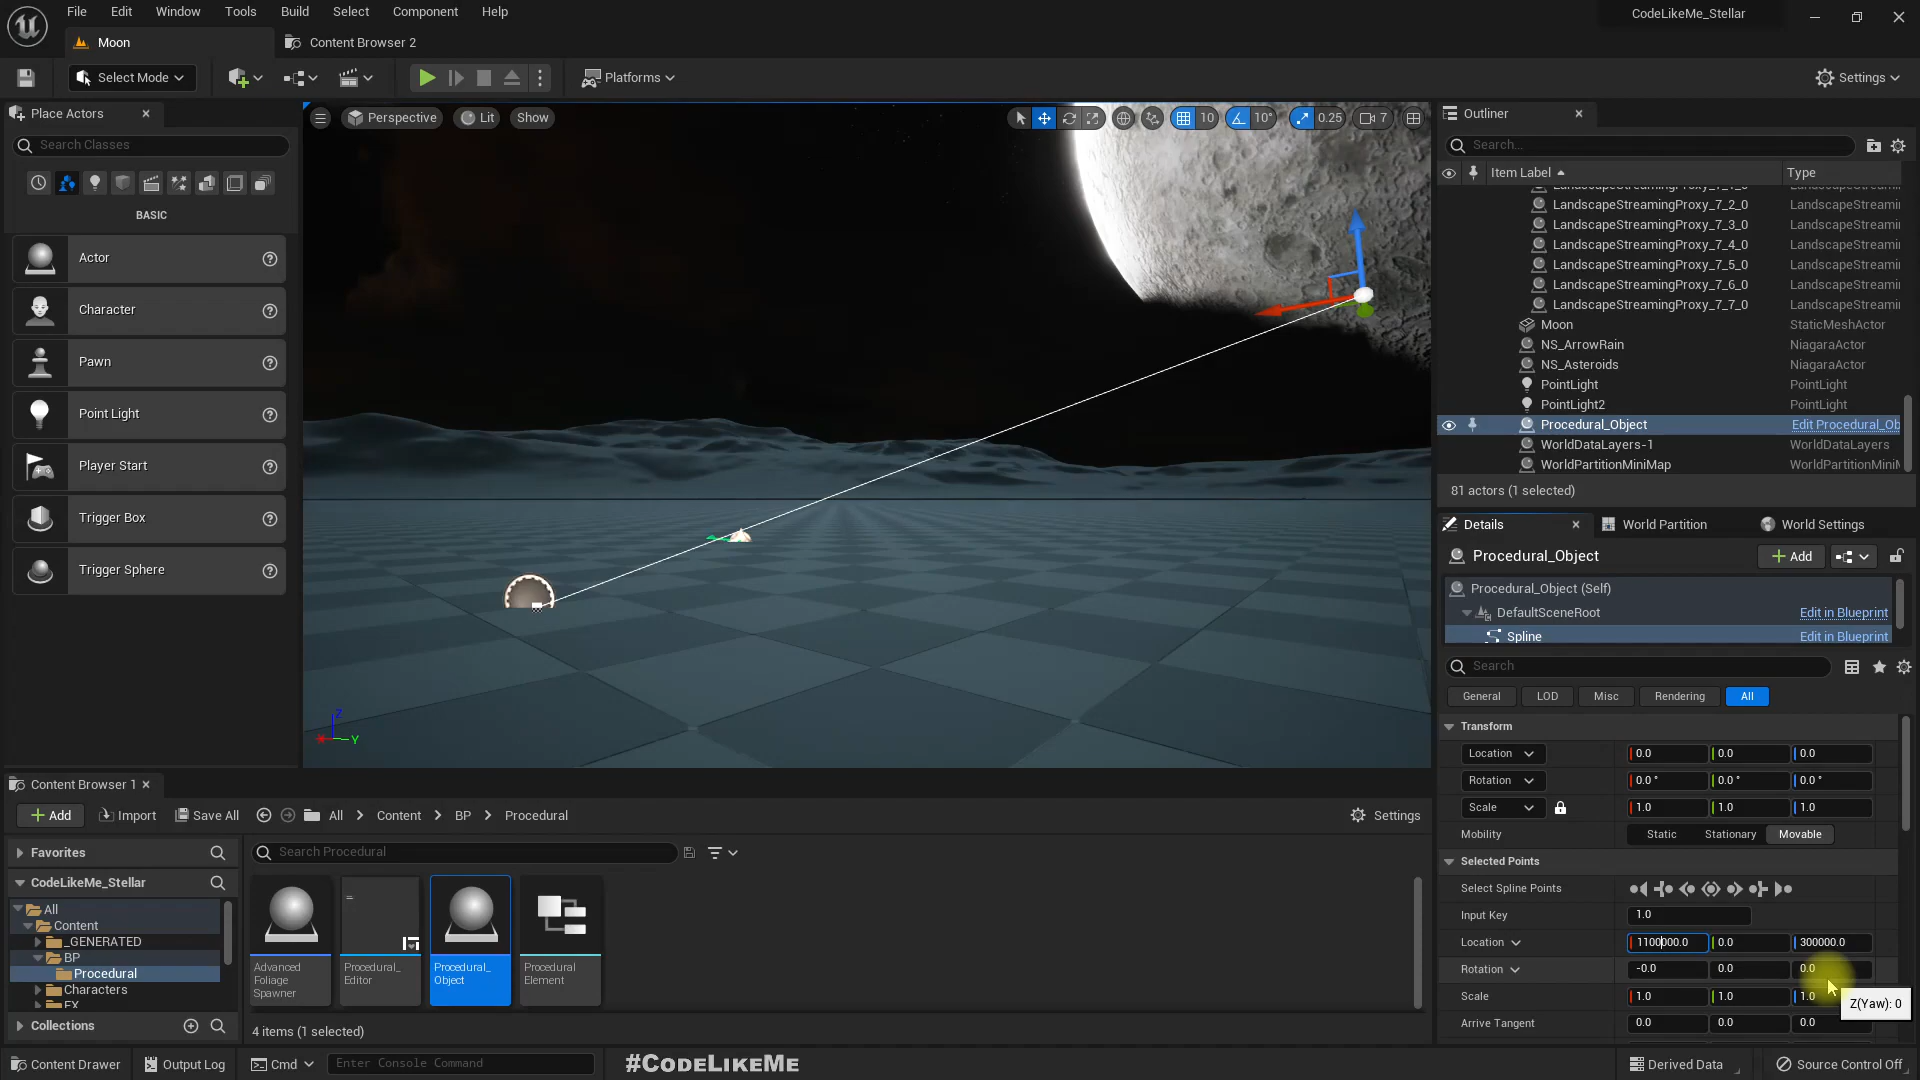 File Edit Window Tools Build Select Component Help
CodeLikeMe_Stellar
Moon
Content Browser 2
Select Mode
Platforms
Settings
Place Actors
Search Classes
BASIC
Actor
Character
Pawn
Point Light
Player Start
Trigger Box
Trigger Sphere
Perspective Lit Show
10 10° 0.25 7
Z
Y
Outliner
Search...
Item Label Type
LandscapeStreamingProxy_7_2_0 LandscapeStreami
LandscapeStreamingProxy_7_3_0 LandscapeStreami
LandscapeStreamingProxy_7_4_0 LandscapeStreami
LandscapeStreamingProxy_7_5_0 LandscapeStreami
LandscapeStreamingProxy_7_6_0 LandscapeStreami
LandscapeStreamingProxy_7_7_0 LandscapeStreami
Moon StaticMeshActor
NS_ArrowRain NiagaraActor
NS_Asteroids NiagaraActor
PointLight PointLight
PointLight2 PointLight
Procedural_Object Edit Procedural_Ob
WorldDataLayers-1 WorldDataLayers
WorldPartitionMiniMap WorldPartitionMiniM
81 actors (1 selected)
Details World Partition World Settings
Procedural_Object Add
Procedural_Object (Self)
DefaultSceneRoot Edit in Blueprint
Spline Edit in Blueprint
Search
General LOD Misc Rendering All
Transform
Location 0.0 0.0 0.0
Rotation 0.0 ° 0.0 ° 0.0 °
Scale 1.0 1.0 1.0
Mobility Static Stationary Movable
Selected Points
Select Spline Points
Input Key 1.0
Location 1100000.0 0.0 300000.0
Rotation -0.0 0.0 0.0
Scale 1.0 1.0 1.0
Z(Yaw): 0
Arrive Tangent 0.0 0.0 0.0
Content Browser 1
Add Import Save All All Content BP Procedural Settings
Favorites
Search Procedural
CodeLikeMe_Stellar
All
Content
_GENERATED
BP
Procedural
Characters
FX
Collections
Advanced
Foliage
Spawner
Procedural_
Editor
Procedural_
Object
Procedural
Element
4 items (1 selected)
Content Drawer Output Log Cmd Enter Console Command #CodeLikeMe Derived Data Source Control Off